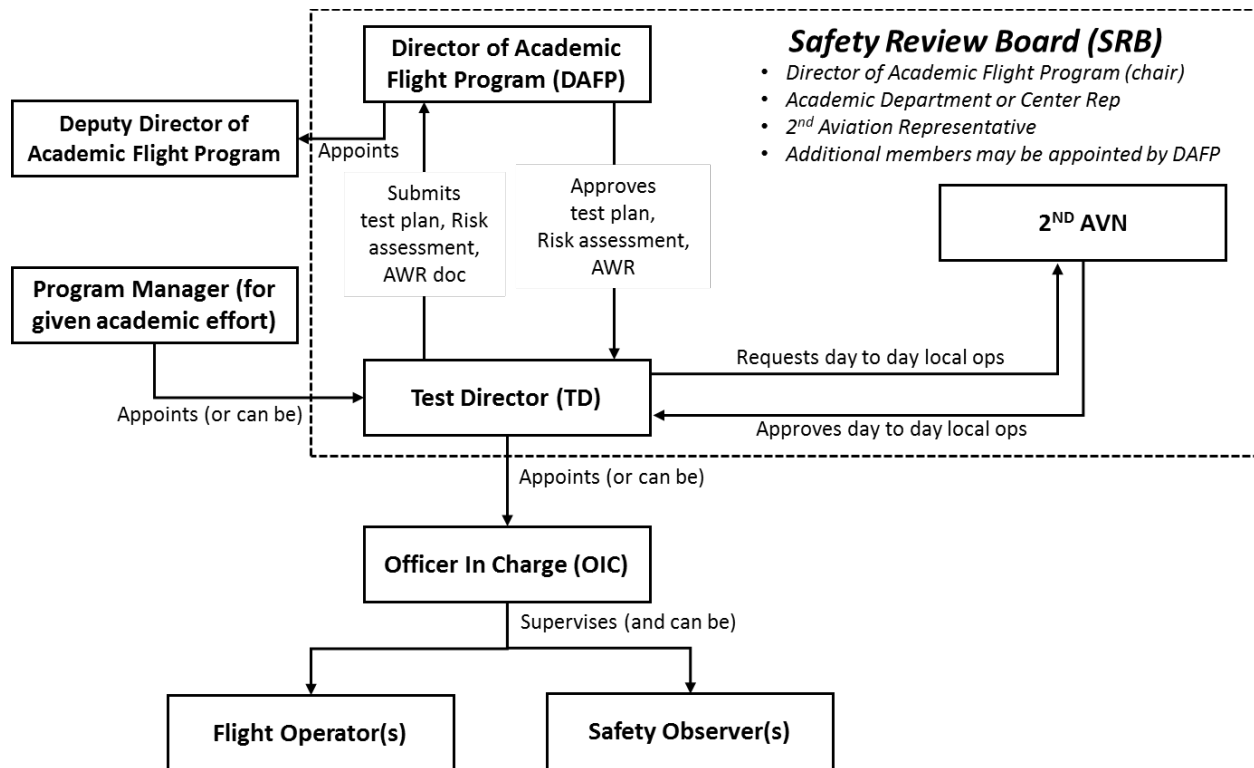 Director of Academic
Flight Program (DAFP)
Safety Review Board (SRB)
• Director of Academic Flight Program (chair)
• Academic Department or Center Rep
• 2nd Aviation Representative
• Additional members may be appointed by DAFP
Deputy Director of
Academic Flight Program
Appoints
Submits
test plan, Risk
assessment,
AWR doc
Approves
test plan,
Risk assessment,
AWR
2ND AVN
Program Manager (for
given academic effort)
Appoints (or can be)
Test Director (TD)
Requests day to day local ops
Approves day to day local ops
Appoints (or can be)
Officer In Charge (OIC)
Supervises (and can be)
Flight Operator(s)
Safety Observer(s)